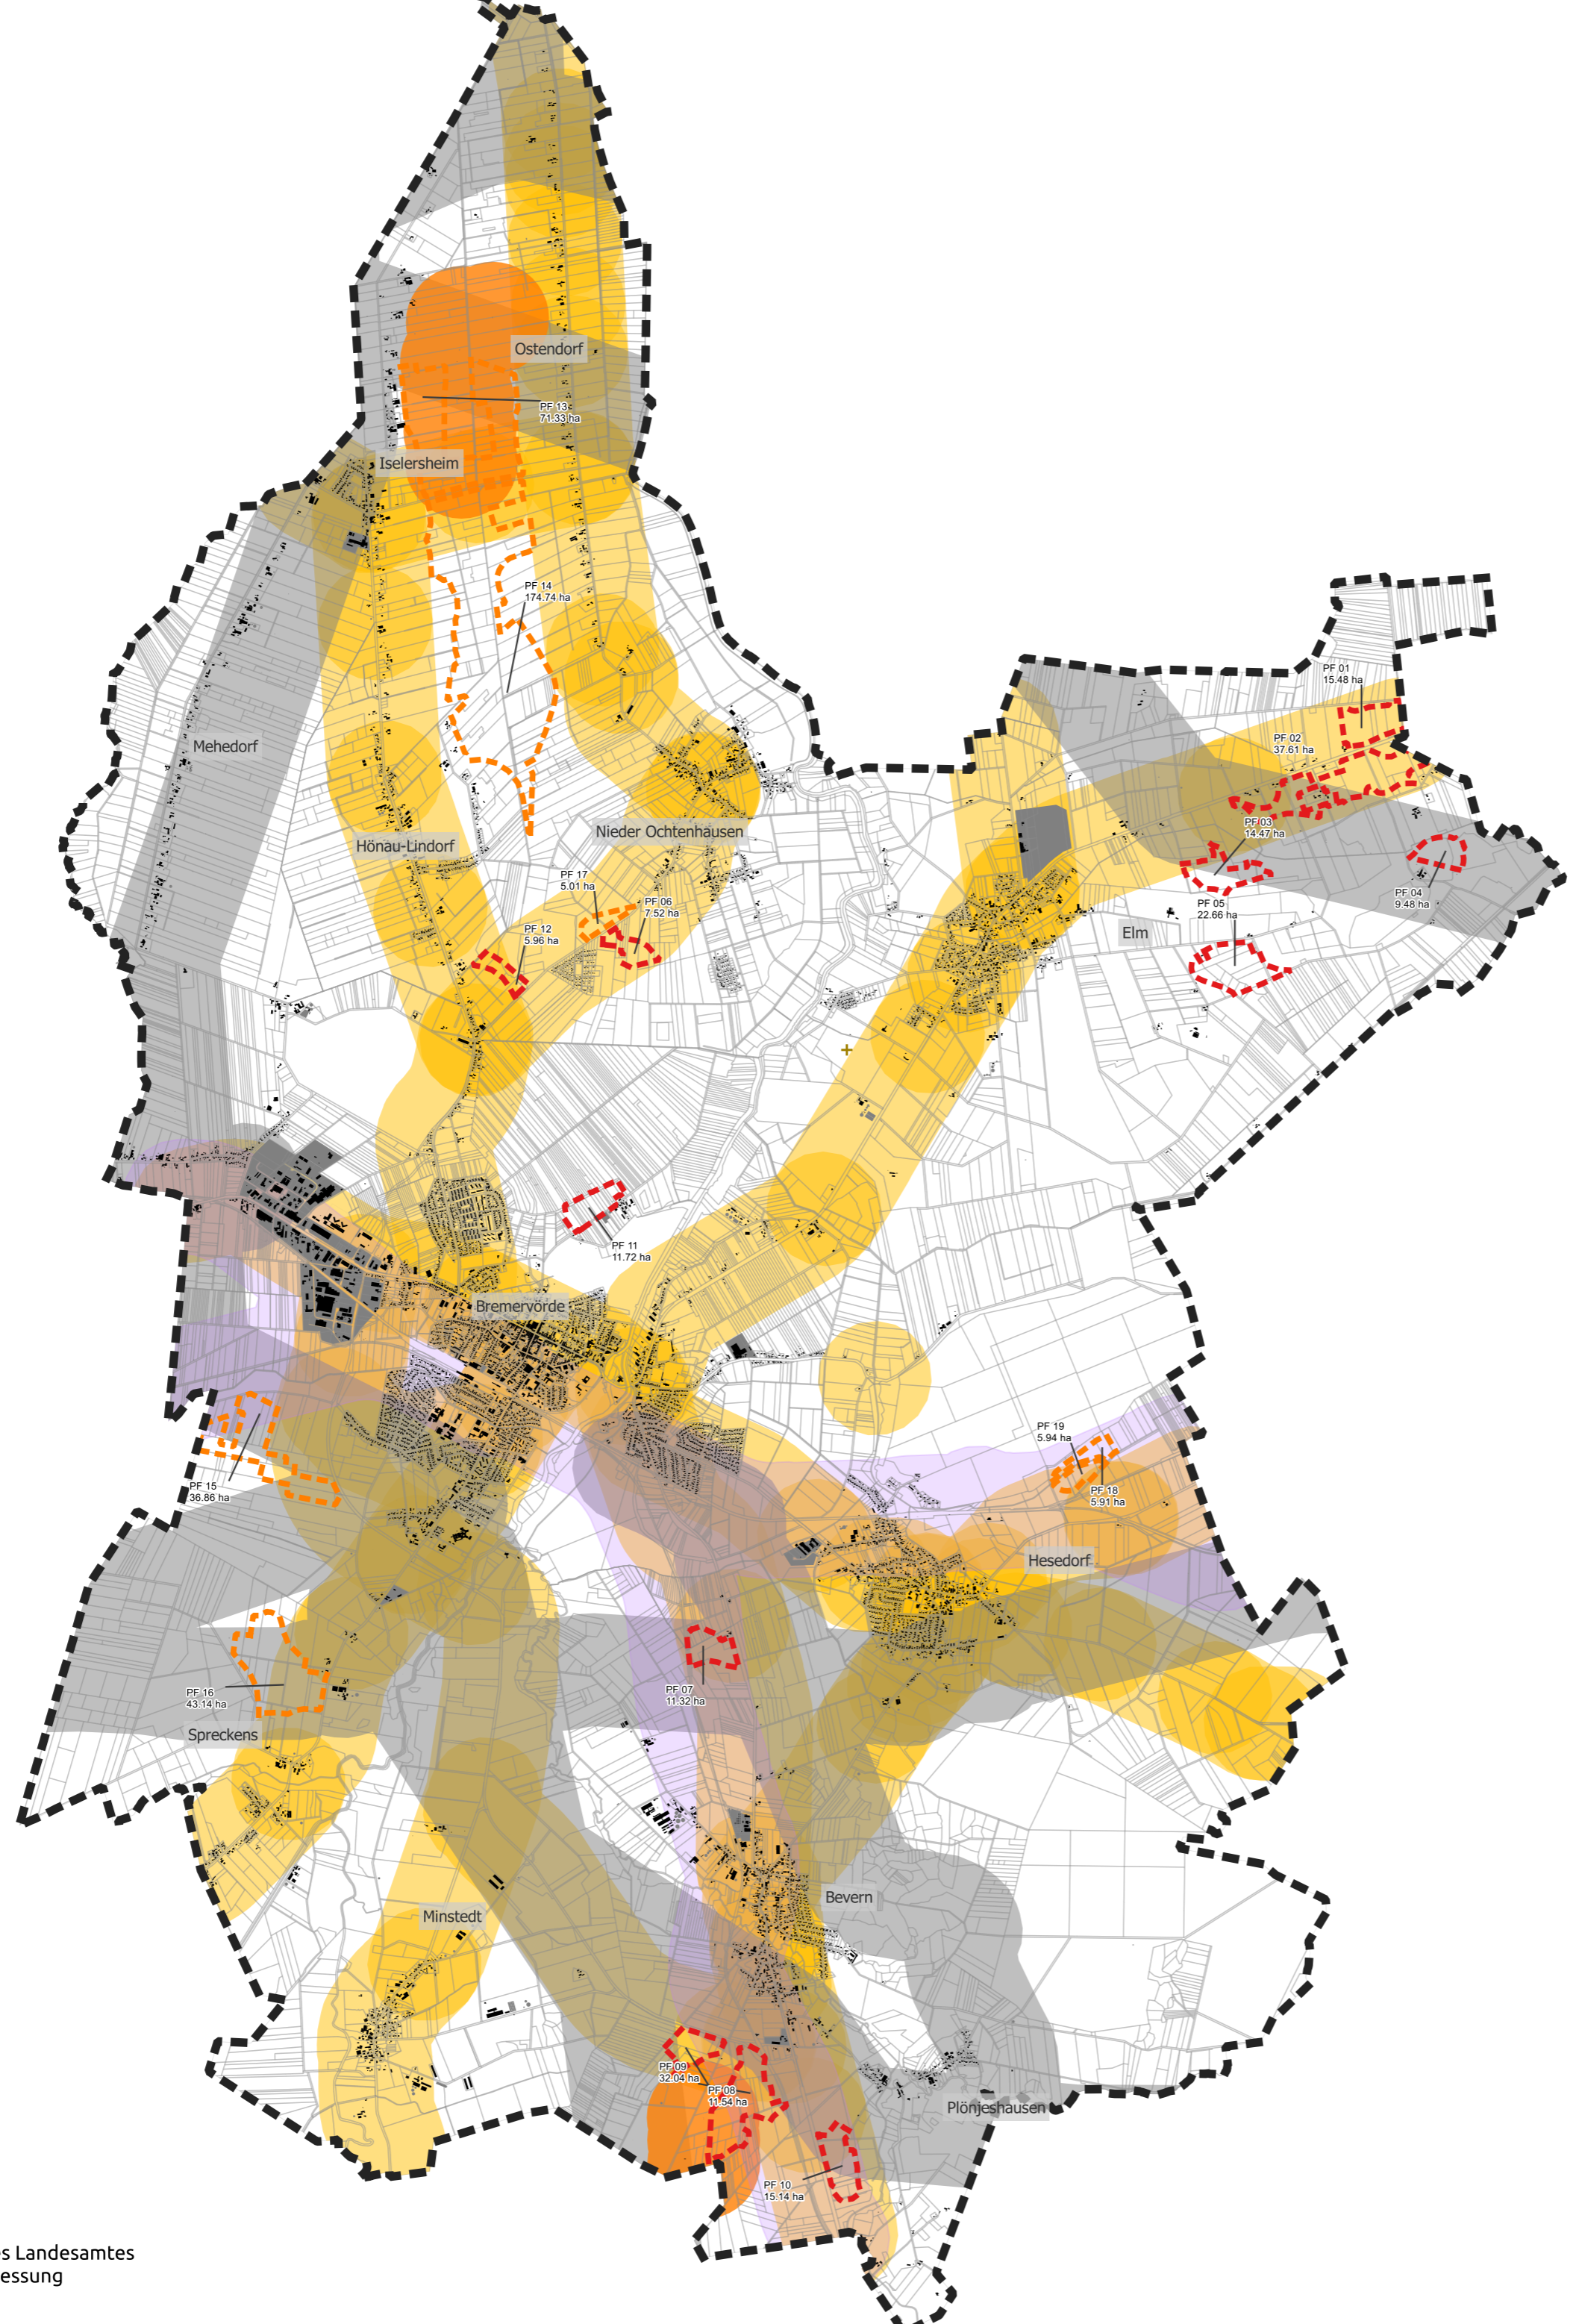 Ostendorf
PF 13
71.33 ha
Iselersheim
PF 14
174.74 ha
PF 01
15.48 ha
Mehedorf
PF 02
37.61 ha
Nieder Ochtenhausen
PF 03
14.47 ha
Hönau-Lindorf
PF 17
5.01 ha
PF 04
9.48 ha
PF 06
7.52 ha
PF 05
22.66 ha
PF 12
5.96 ha
Elm
PF 11
11.72 ha
Bremervörde
PF 19
5.94 ha
PF 15
36.86 ha
PF 18
5.91 ha
Hesedorf
PF 07
11.32 ha
PF 16
43.14 ha
Spreckens
Bevern
Minstedt
PF 09
32.04 ha
PF 08
11.54 ha
Plönjeshausen
PF 10
15.14 ha
s Landesamtes
essung